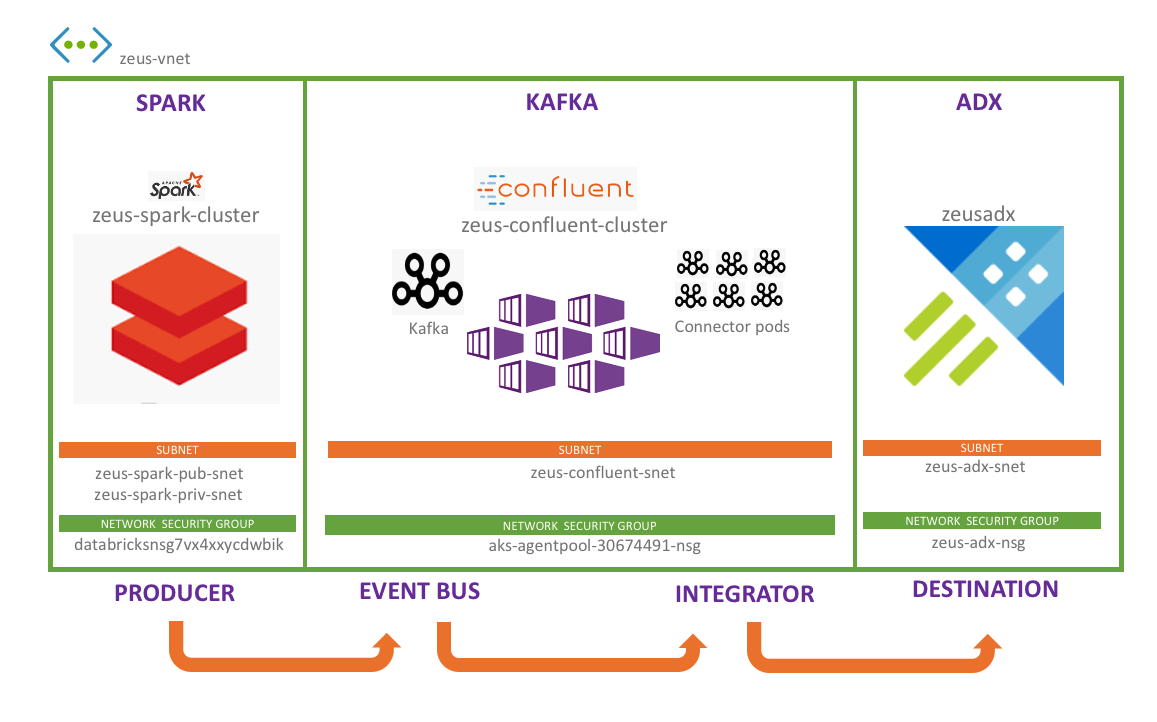 zeus-vnet
SPARK
APACHE
Spark
zeus-spark-cluster
SUBNET
zeus-spark-pub-snet
zeus-spark-priv-snet
NETWORK SECURITY GROUP
databricksnsg7vx4xxycdwbik
KAFKA
confluent
zeus-confluent-cluster
Kafka
Connector pods
SUBNET
zeus-confluent-snet
NETWORK SECURITY GROUP
aks-agentpool-30674491-nsg
ADX
zeusadx
SUBNET
zeus-adx-snet
NETWORK SECURITY GROUP
zeus-adx-nsg
PRODUCER
EVENT BUS
INTEGRATOR
DESTINATION